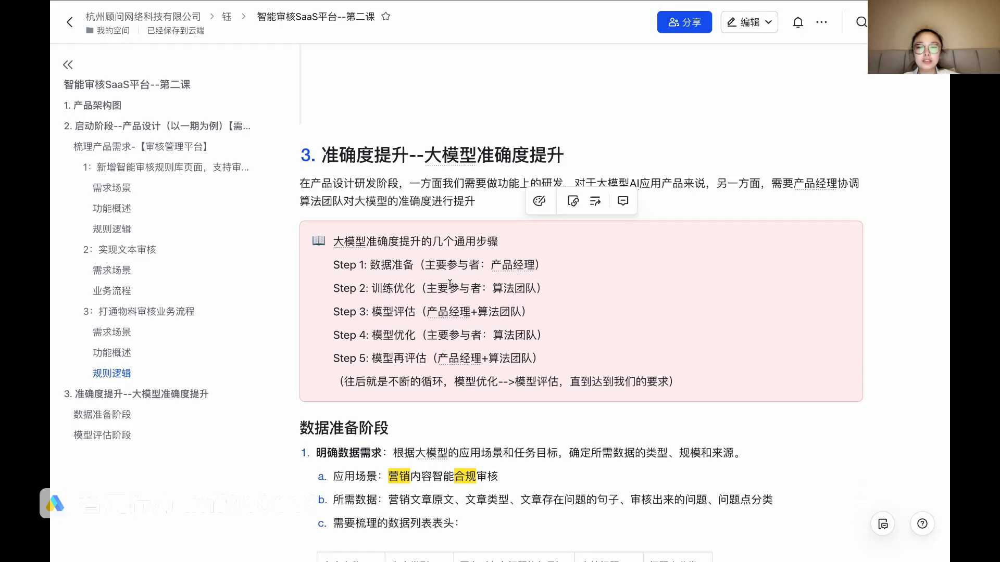 杭州顾问网络科技有限公司 > 钰 > 智能审核SaaS平台--第二课
我的空间 | 已经保存到云端
分享
编辑
智能审核SaaS平台--第二课
1. 产品架构图
2. 启动阶段--产品设计（以一期为例）【需...
梳理产品需求-【审核管理平台】
1：新增智能审核规则库页面，支持审...
需求场景
功能概述
规则逻辑
2：实现文本审核
需求场景
业务流程
3：打通物料审核业务流程
需求场景
功能概述
规则逻辑
3. 准确度提升--大模型准确度提升
数据准备阶段
模型评估阶段
3. 准确度提升--大模型准确度提升
在产品设计研发阶段，一方面我们需要做功能上的研发，对于大模型AI应用产品来说，另一方面，需要产品经理协调
算法团队对大模型的准确度进行提升
大模型准确度提升的几个通用步骤
Step 1: 数据准备（主要参与者：产品经理）
Step 2: 训练优化（主要参与者：算法团队）
Step 3: 模型评估（产品经理+算法团队）
Step 4: 模型优化（主要参与者：算法团队）
Step 5: 模型再评估（产品经理+算法团队）
（往后就是不断的循环，模型优化-->模型评估，直到达到我们的要求）
数据准备阶段
1. 明确数据需求：根据大模型的应用场景和任务目标，确定所需数据的类型、规模和来源。
a. 应用场景：营销内容智能合规审核
b. 所需数据：营销文章原文、文章类型、文章存在问题的句子、审核出来的问题、问题点分类
c. 需要梳理的数据列表表头：